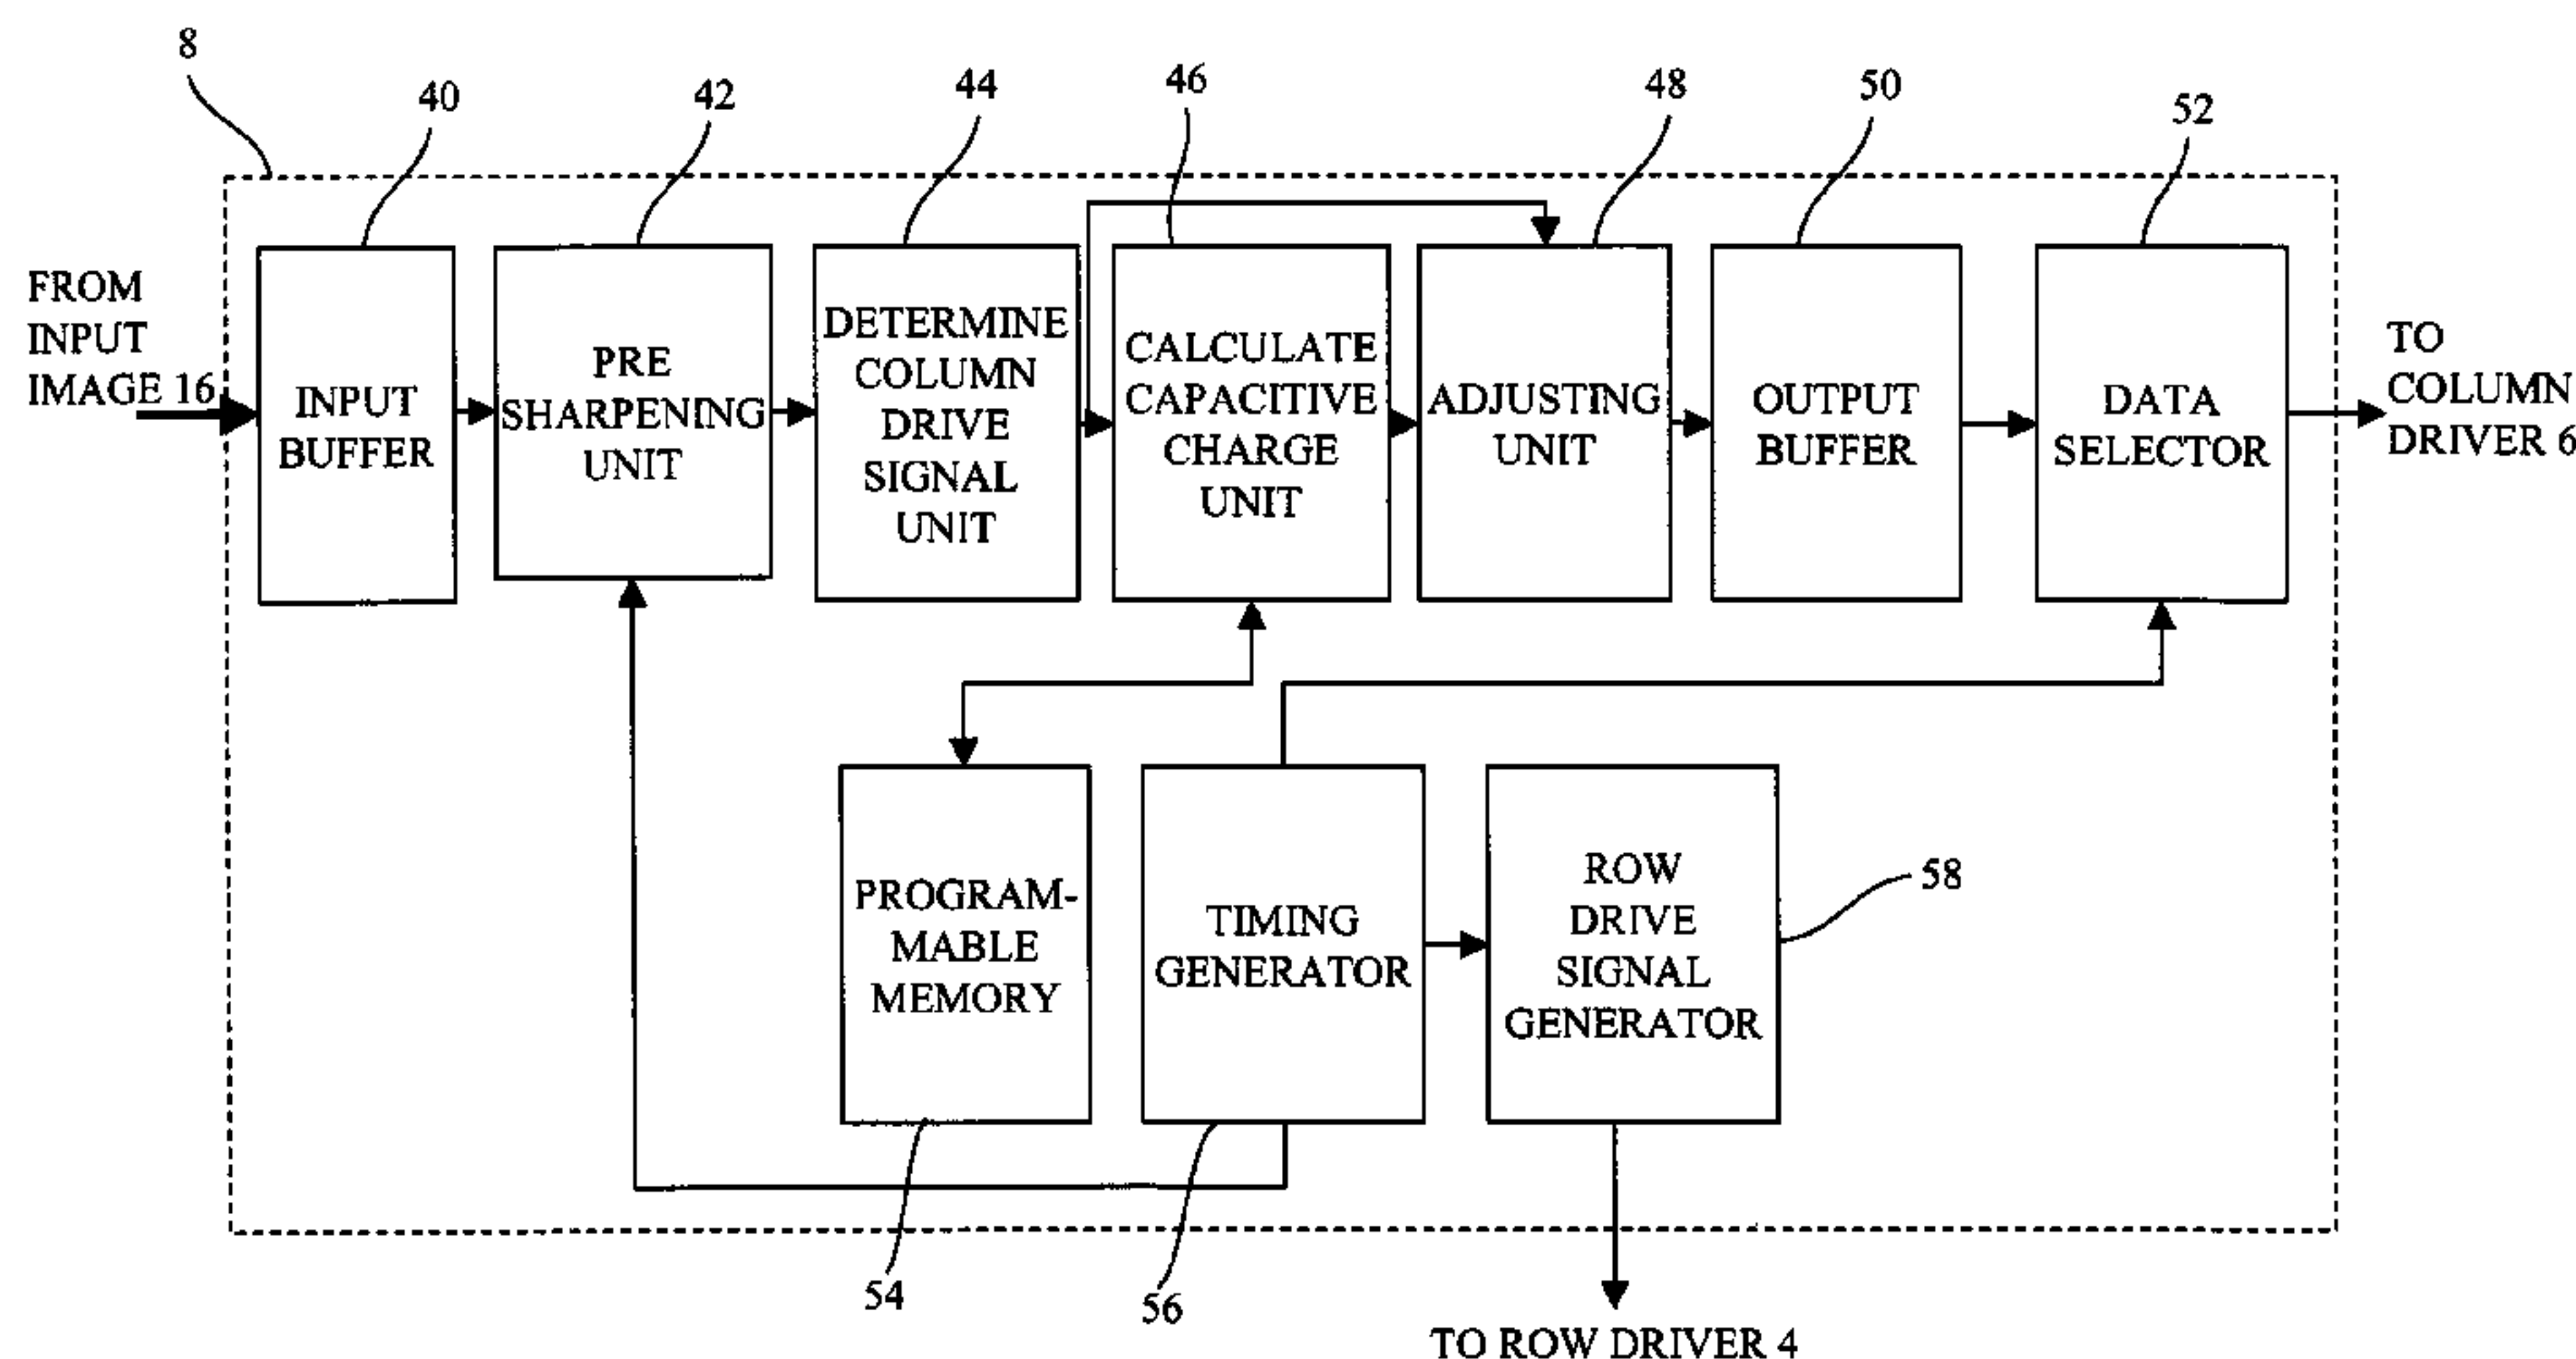 8
40
42
44
46
48
50
52
FROM
INPUT
IMAGE 16
INPUT
BUFFER
PRE
SHARPENING
UNIT
DETERMINE
COLUMN
DRIVE
SIGNAL
UNIT
CALCULATE
CAPACITIVE
CHARGE
UNIT
ADJUSTING
UNIT
OUTPUT
BUFFER
DATA
SELECTOR
TO
COLUMN
DRIVER 6
PROGRAM-
MABLE
MEMORY
TIMING
GENERATOR
ROW
DRIVE
SIGNAL
GENERATOR
58
54
56
TO ROW DRIVER 4